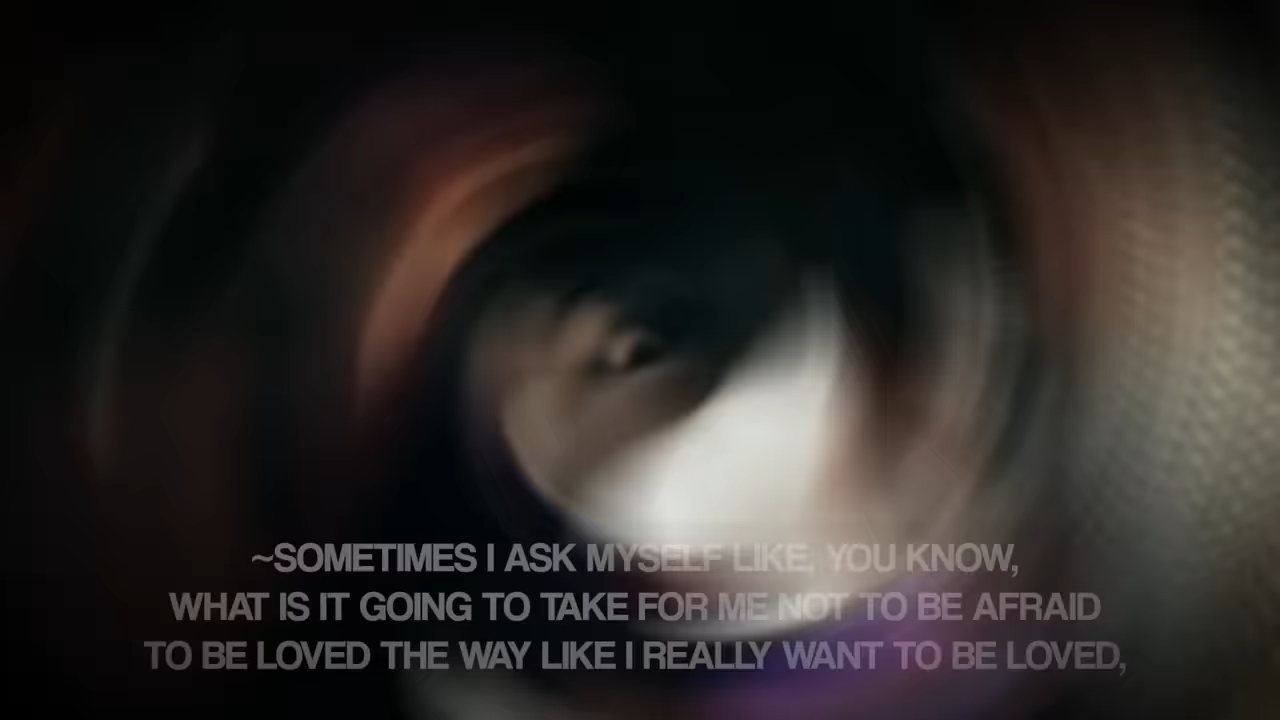 ~SOMETIMES I ASK MYSELF LIKE, YOU KNOW,
WHAT IS IT GOING TO TAKE FOR ME NOT TO BE AFRAID
TO BE LOVED THE WAY LIKE I REALLY WANT TO BE LOVED,